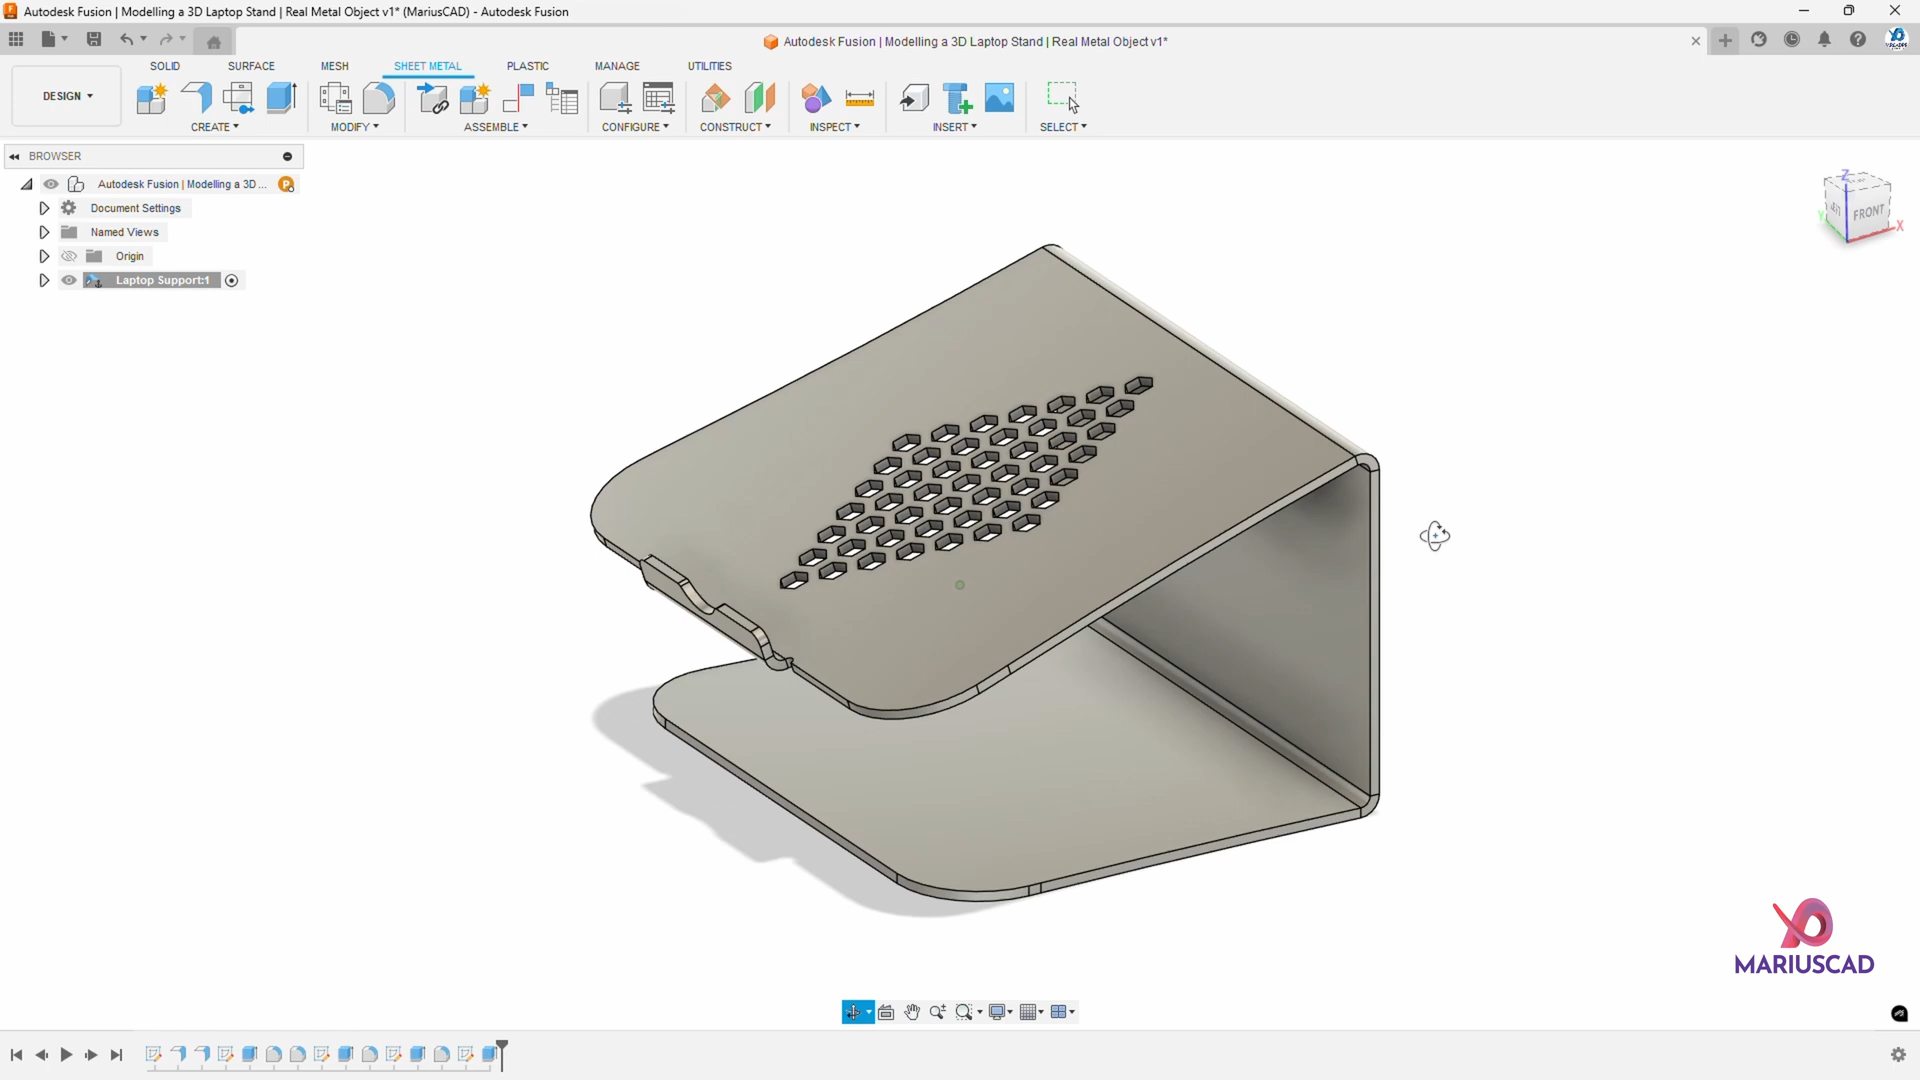 Autodesk Fusion | Modelling a 3D Laptop Stand | Real Metal Object v1* (MariusCAD) - Autodesk Fusion
Autodesk Fusion | Modelling a 3D Laptop Stand | Real Metal Object v1*
SOLID SURFACE MESH SHEET METAL PLASTIC MANAGE UTILITIES
DESIGN
CREATE MODIFY ASSEMBLE CONFIGURE CONSTRUCT INSPECT INSERT SELECT
BROWSER
Autodesk Fusion | Modelling a 3D ...
Document Settings
Named Views
Origin
Laptop Support:1
Z
FRONT
X
Y
MARIUSCAD